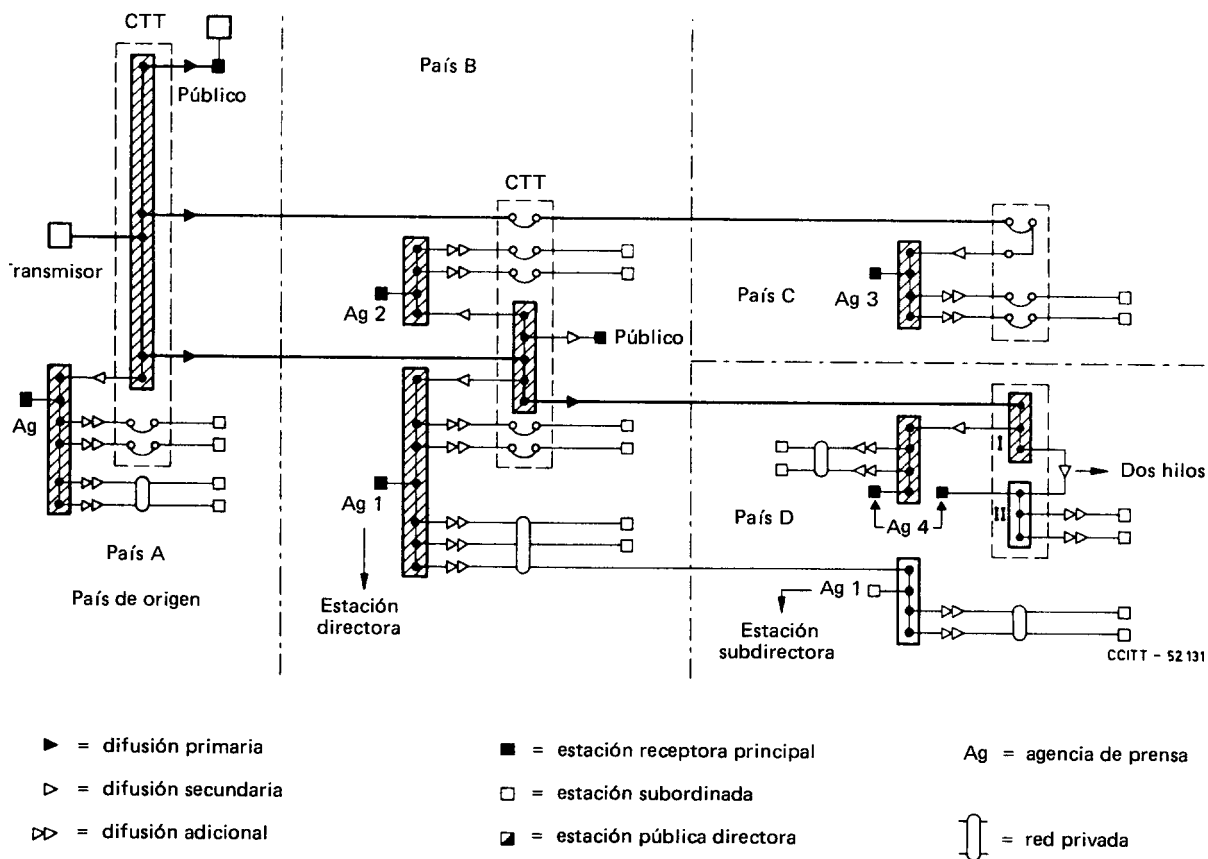 CTT
País B
Público
CTT
Transmisor
País C
Ag 2
Ag 3
Público
Ag
I
Dos hilos
Ag 1
País D
Ag 4
II
País A
País de origen
Estación
directora
Ag 1
Estación
subdirectora
CCITT - 52 131
► = difusión primaria
▷ = difusión secundaria
▷▷ = difusión adicional
■ = estación receptora principal
□ = estación subordinada
◪ = estación pública directora
Ag = agencia de prensa
= red privada